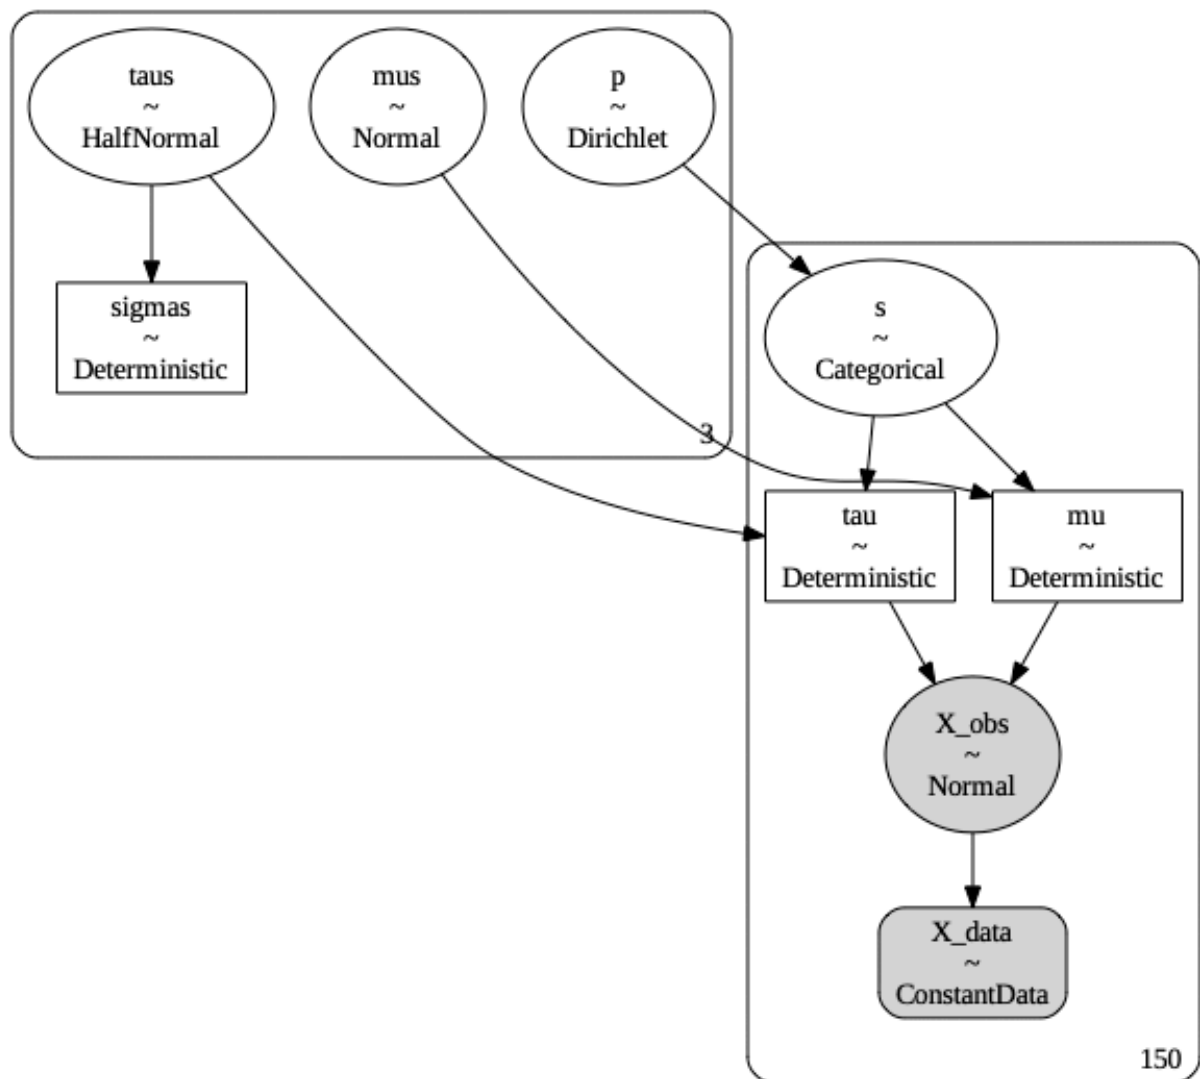 taus
~
HalfNormal
mus
~
Normal
p
~
Dirichlet
sigmas
~
Deterministic
3
s
~
Categorical
tau
~
Deterministic
mu
~
Deterministic
X_obs
~
Normal
X_data
~
ConstantData
150